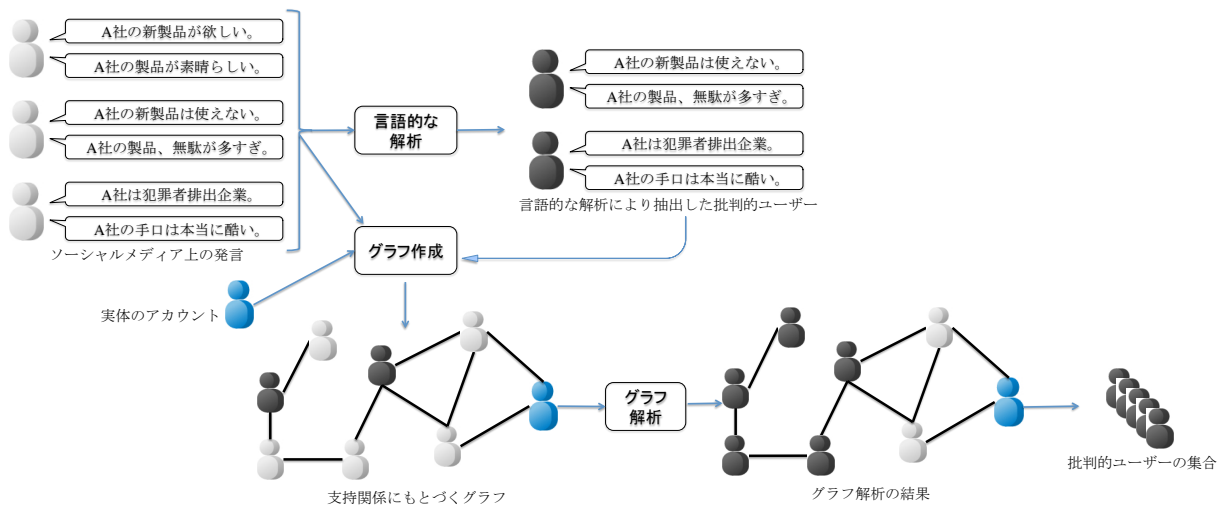 A社の新製品が欲しい。
A社の製品が素晴らしい。
A社の新製品は使えない。
A社の製品、無駄が多すぎ。
A社は犯罪者排出企業。
A社の手口は本当に酷い。
ソーシャルメディア上の発言
言語的な
解析
A社の新製品は使えない。
A社の製品、無駄が多すぎ。
A社は犯罪者排出企業。
A社の手口は本当に酷い。
言語的な解析により抽出した批判的ユーザー
グラフ作成
実体のアカウント
支持関係にもとづくグラフ
グラフ
解析
グラフ解析の結果
批判的ユーザーの集合